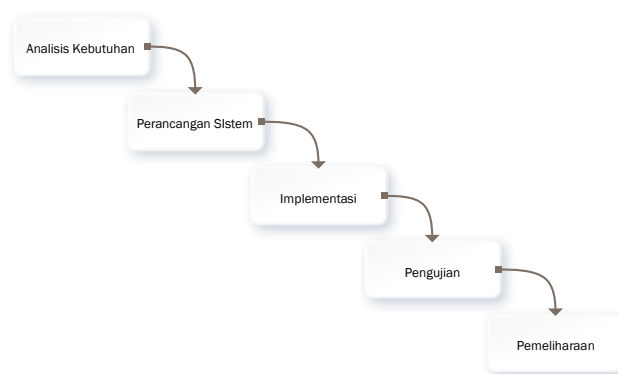 Analisis Kebutuhan
Perancangan SIstem
Implementasi
Pengujian
Pemeliharaan